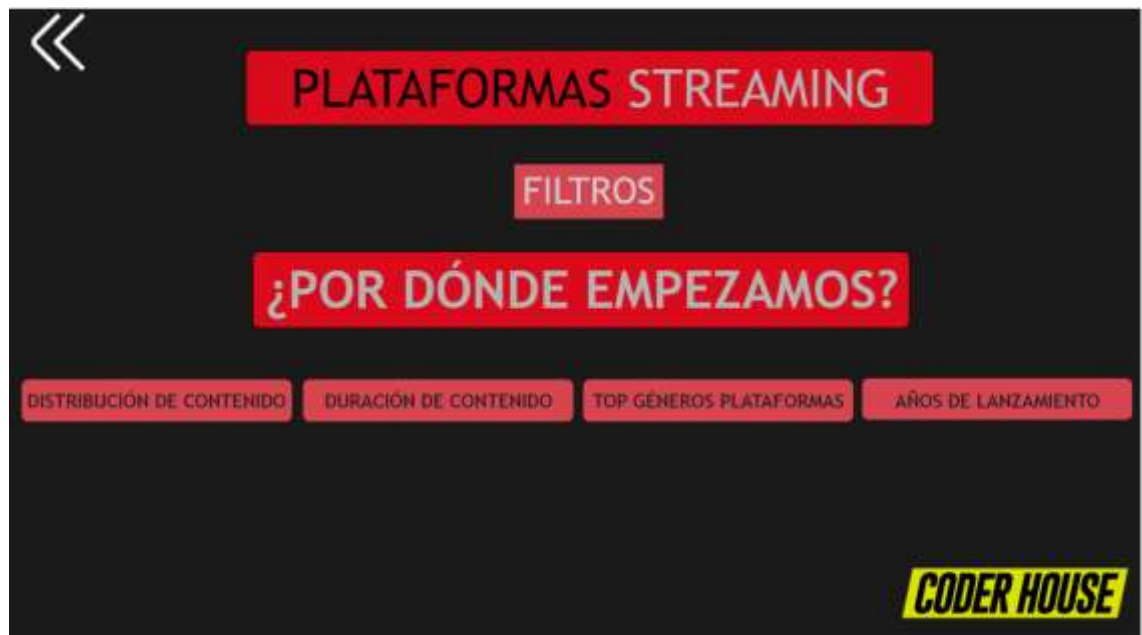 PLATAFORMAS STREAMING
FILTROS
¿POR DÓNDE EMPEZAMOS?
DISTRIBUCIÓN DE CONTENIDO
DURACIÓN DE CONTENIDO
TOP GÉNEROS PLATAFORMAS
AÑOS DE LANZAMIENTO
CODER HOUSE